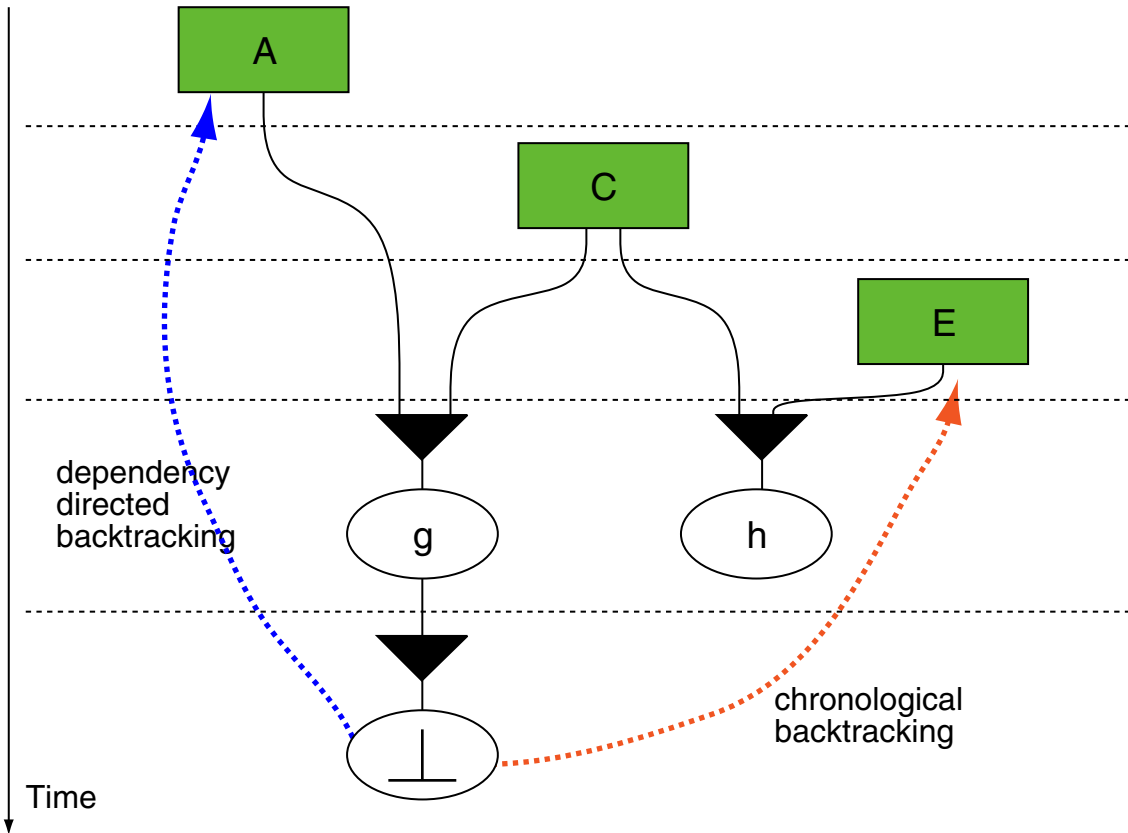 A
C
E
dependency
directed
backtracking
g
h
⊥
chronological
backtracking
Time